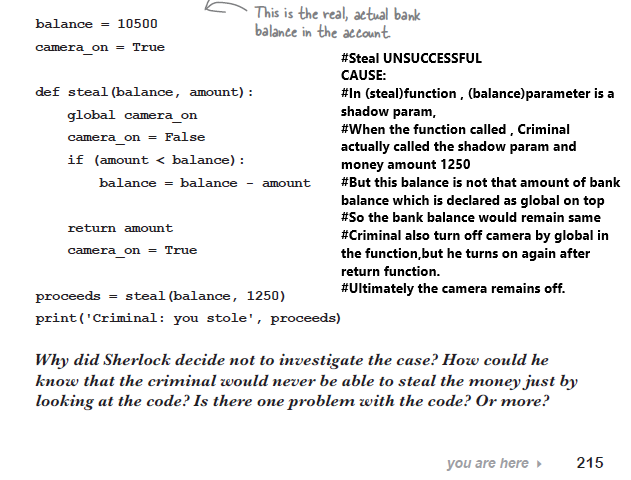 This is the real, actual bank
balance in the account.
balance = 10500
camera_on = True
def steal(balance, amount):
    global camera_on
    camera_on = False
    if (amount < balance):
        balance = balance - amount
    return amount
    camera_on = True
proceeds = steal(balance, 1250)
print('Criminal: you stole', proceeds)
#Steal UNSUCCESSFUL
CAUSE:
#In (steal)function , (balance)parameter is a
shadow param,
#When the function called , Criminal
actually called the shadow param and
money amount 1250
#But this balance is not that amount of bank
balance which is declared as global on top
#So the bank balance would remain same
#Criminal also turn off camera by global in
the function,but he turns on again after
return function.
#Ultimately the camera remains off.
Why did Sherlock decide not to investigate the case? How could he
know that the criminal would never be able to steal the money just by
looking at the code? Is there one problem with the code? Or more?
you are here 215